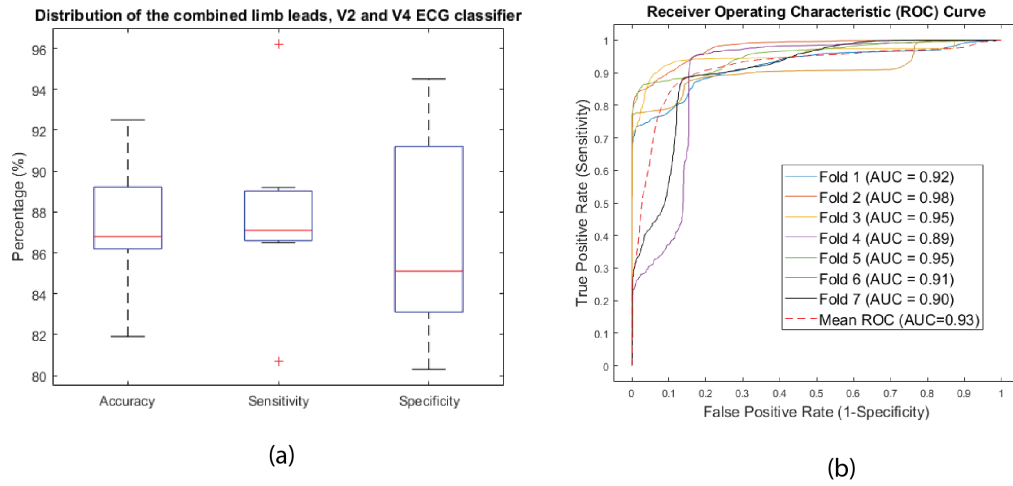 Distribution of the combined limb leads, V2 and V4 ECG classifier
Percentage (%)
96
94
92
90
88
86
84
82
80
Accuracy
Sensitivity
Specificity
(a)
Receiver Operating Characteristic (ROC) Curve
True Positive Rate (Sensitivity)
1
0.9
0.8
0.7
0.6
0.5
0.4
0.3
0.2
0.1
0
Fold 1 (AUC = 0.92)
Fold 2 (AUC = 0.98)
Fold 3 (AUC = 0.95)
Fold 4 (AUC = 0.89)
Fold 5 (AUC = 0.95)
Fold 6 (AUC = 0.91)
Fold 7 (AUC = 0.90)
Mean ROC (AUC=0.93)
0
0.1
0.2
0.3
0.4
0.5
0.6
0.7
0.8
0.9
1
False Positive Rate (1-Specificity)
(b)